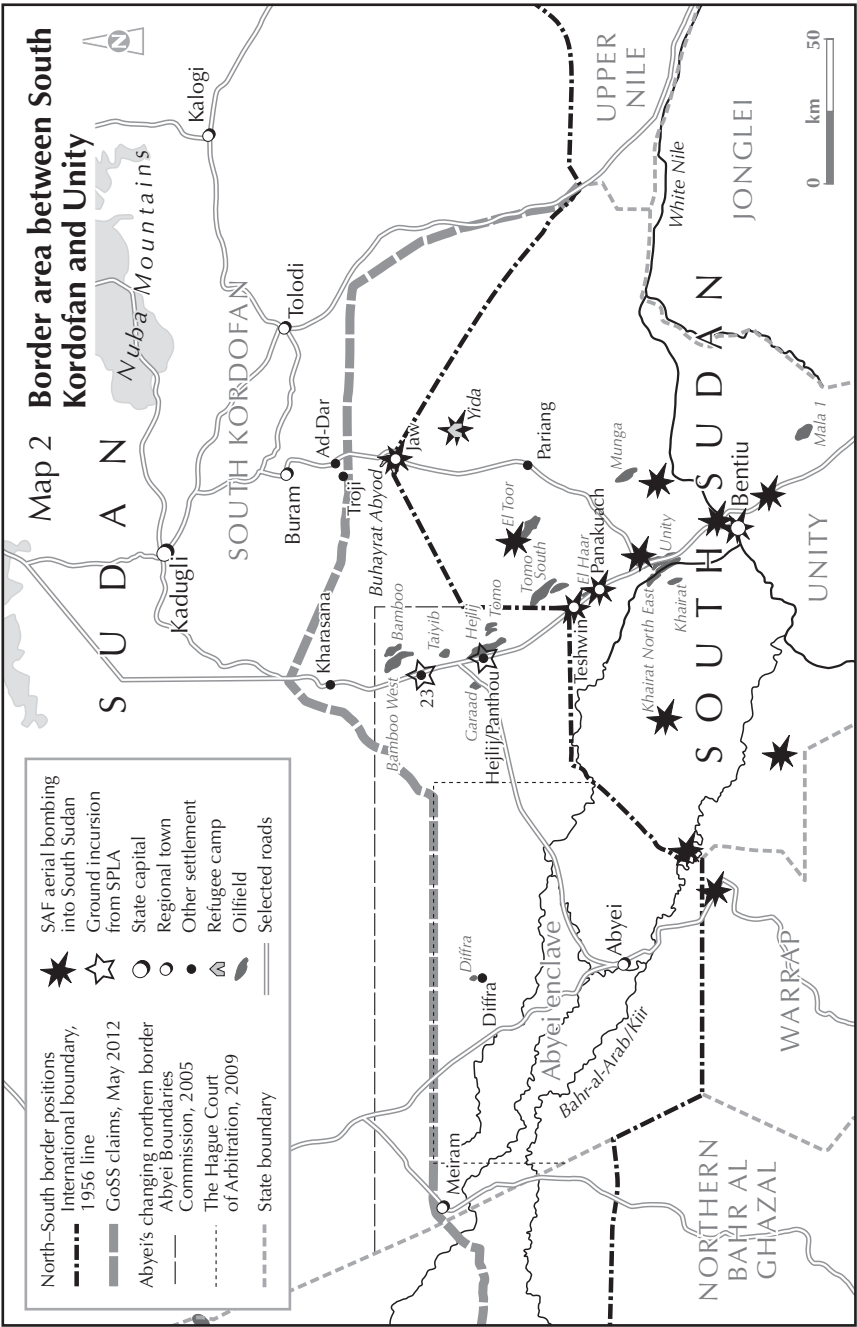 Map 2 Border area between South
Kordofan and Unity
N
North–South border positions
International boundary,
1956 line
GoSS claims, May 2012
Abyei's changing northern border
Abyei Boundaries
Commission, 2005
The Hague Court
of Arbitration, 2009
State boundary
SAF aerial bombing
into South Sudan
Ground incursion
from SPLA
State capital
Regional town
Other settlement
Refugee camp
Oilfield
Selected roads
SUDAN
Nuba Mountains
Kalogi
Kadugli
SOUTH KORDOFAN
Tolodi
Buram
Ad-Dar
Troji
Kharasana
Buhayrat Abyod
Jaw
Yida
Bamboo West
Bamboo
Taiyib
23
Garaad
Hejlij
Hejlij/Panthou
Tomo
Tomo
South
El Toor
El Haar
Pariang
Teshwin
Panakuach
Munga
Unity
Khairat North East
Khairat
Meiram
Diffra
Diffra
Abyei enclave
Abyei
Bahr-al-Arab/Kiir
SOUTH SUDAN
Bentiu
Mala 1
UNITY
WARRAP
NORTHERN
BAHR AL
GHAZAL
UPPER
NILE
White Nile
JONGLEI
0 km 50